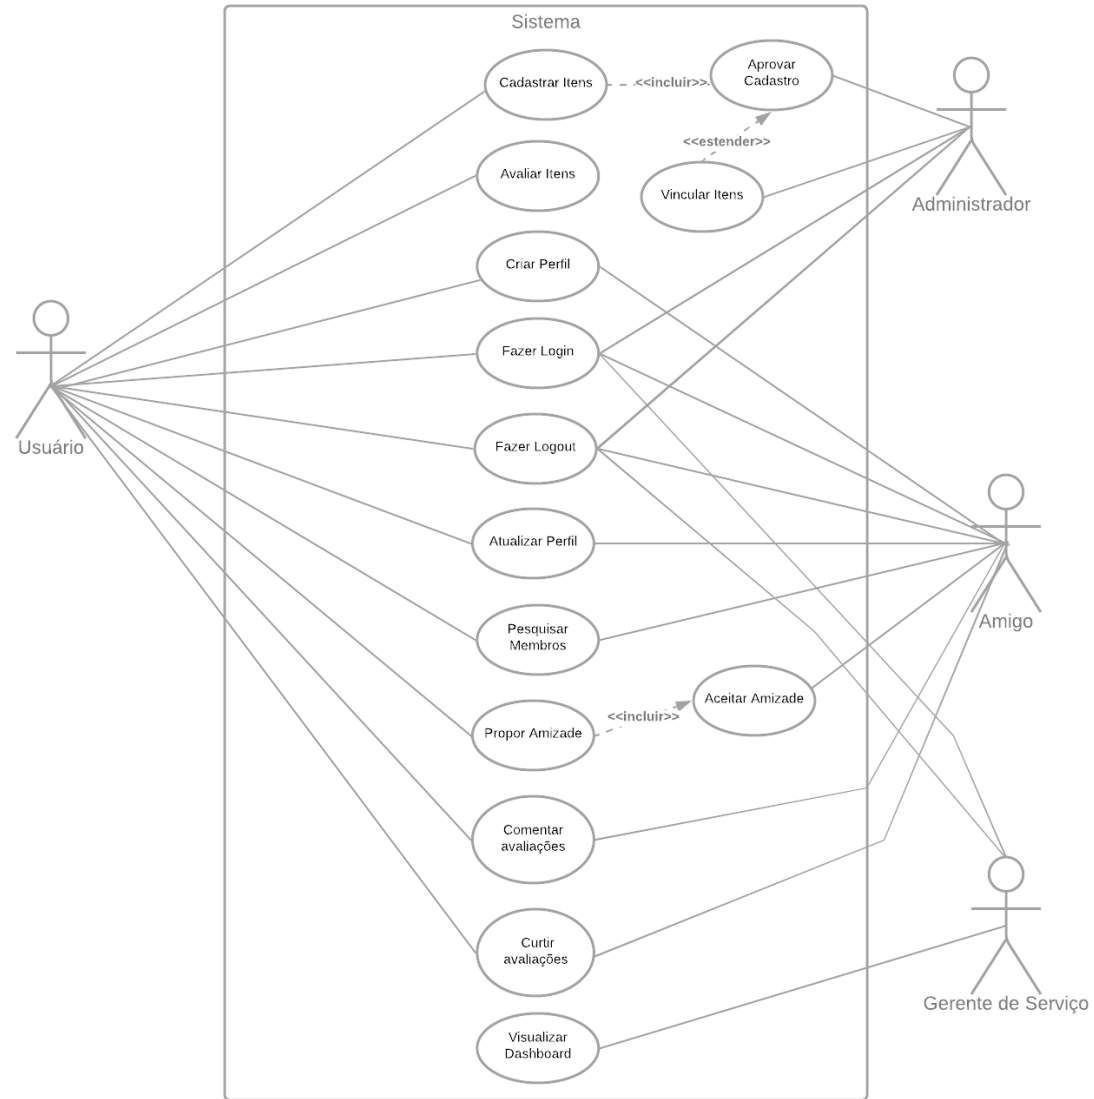 Sistema
Cadastrar Itens
<<incluir>>
Aprovar
Cadastro
<<estender>>
Avaliar Itens
Vincular Itens
Administrador
Criar Perfil
Fazer Login
Usuário
Fazer Logout
Atualizar Perfil
Amigo
Pesquisar
Membros
Aceitar Amizade
<<incluir>>
Propor Amizade
Comentar
avaliações
Curtir
avaliações
Gerente de Serviço
Visualizar
Dashboard